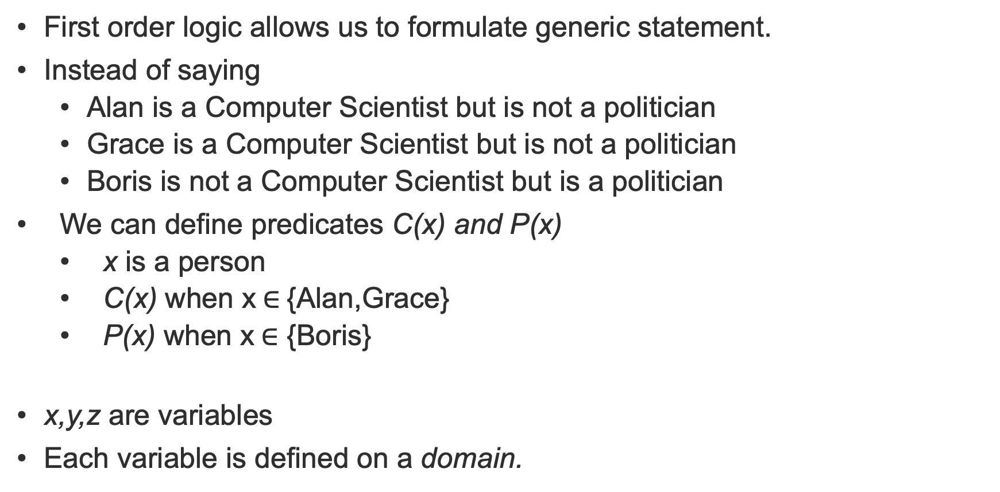 • First order logic allows us to formulate generic statement.
• Instead of saying
• Alan is a Computer Scientist but is not a politician
• Grace is a Computer Scientist but is not a politician
• Boris is not a Computer Scientist but is a politician
• We can define predicates C(x) and P(x)
• x is a person
• C(x) when x ∈ {Alan,Grace}
• P(x) when x ∈ {Boris}
• x,y,z are variables
• Each variable is defined on a domain.